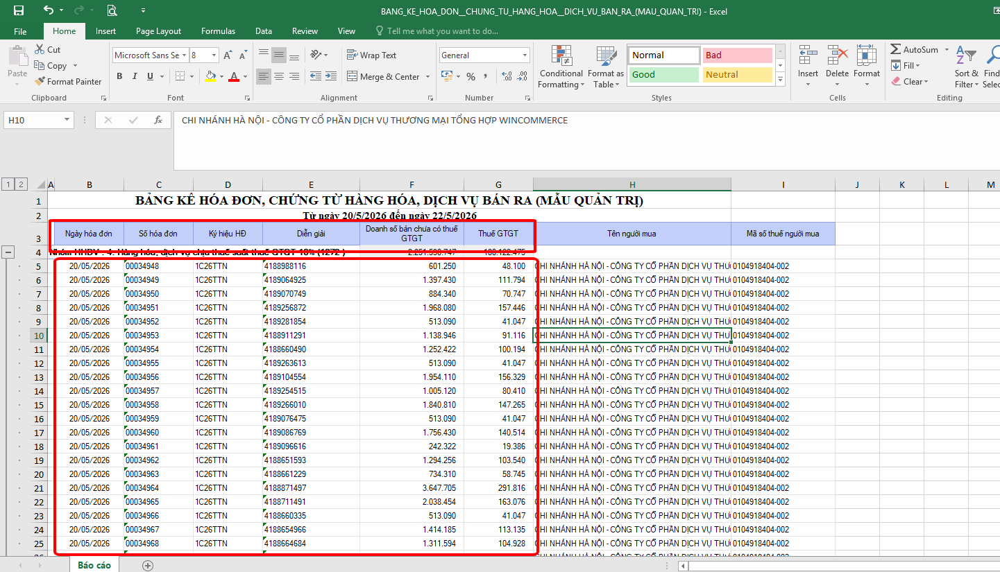 BANG_KE_HOA_DON__CHUNG_TU_HANG_HOA__DICH_VU_BAN_RA_(MAU_QUAN_TRI) - Excel
File Home Insert Page Layout Formulas Data Review View Tell me what you want to do...
Cut
Copy
Format Painter
Paste
Clipboard
Microsoft Sans Se 8
B I U
Font
Wrap Text
Merge & Center
Alignment
General
Number
Conditional Formatting
Format as Table
Normal Bad
Good Neutral
Styles
Insert Delete Format
Cells
AutoSum
Fill
Clear
Sort & Filter
Editing
H10 fx CHI NHÁNH HÀ NỘI - CÔNG TY CỔ PHẦN DỊCH VỤ THƯƠNG MẠI TỔNG HỢP WINCOMMERCE
1 2 A B C D E F G H I J K L M
1 BẢNG KÊ HÓA ĐƠN, CHỨNG TỪ HÀNG HÓA, DỊCH VỤ BÁN RA (MẪU QUẢN TRỊ)
2 Từ ngày 20/5/2026 đến ngày 22/5/2026
3 Ngày hóa đơn Số hóa đơn Ký hiệu HĐ Diễn giải Doanh số bán chưa có thuế GTGT Thuế GTGT Tên người mua Mã số thuế người mua
4 Nhóm HHDV : 4. Hàng hóa, dịch vụ chịu thuế suất thuế GTGT 10%
5 20/05/2026 00034948 1C26TTN 4188988116 601.250 48.100 CHI NHÁNH HÀ NỘI - CÔNG TY CỔ PHẦN DỊCH VỤ 0104918404-002
6 20/05/2026 00034949 1C26TTN 4189064925 1.397.430 111.794 CHI NHÁNH HÀ NỘI - CÔNG TY CỔ PHẦN DỊCH VỤ 0104918404-002
7 20/05/2026 00034950 1C26TTN 4189070749 884.340 70.747 CHI NHÁNH HÀ NỘI - CÔNG TY CỔ PHẦN DỊCH VỤ 0104918404-002
8 20/05/2026 00034951 1C26TTN 4189256872 1.968.080 157.446 CHI NHÁNH HÀ NỘI - CÔNG TY CỔ PHẦN DỊCH VỤ 0104918404-002
9 20/05/2026 00034952 1C26TTN 4189281854 513.090 41.047 CHI NHÁNH HÀ NỘI - CÔNG TY CỔ PHẦN DỊCH VỤ 0104918404-002
10 20/05/2026 00034953 1C26TTN 4188911291 1.138.946 91.116 CHI NHÁNH HÀ NỘI - CÔNG TY CỔ PHẦN DỊCH VỤ 0104918404-002
11 20/05/2026 00034954 1C26TTN 4188660490 1.252.422 100.194 CHI NHÁNH HÀ NỘI - CÔNG TY CỔ PHẦN DỊCH VỤ 0104918404-002
12 20/05/2026 00034955 1C26TTN 4189263613 513.090 41.047 CHI NHÁNH HÀ NỘI - CÔNG TY CỔ PHẦN DỊCH VỤ 0104918404-002
13 20/05/2026 00034956 1C26TTN 4189104554 1.954.110 156.329 CHI NHÁNH HÀ NỘI - CÔNG TY CỔ PHẦN DỊCH VỤ 0104918404-002
14 20/05/2026 00034957 1C26TTN 4189254515 1.005.120 80.410 CHI NHÁNH HÀ NỘI - CÔNG TY CỔ PHẦN DỊCH VỤ 0104918404-002
15 20/05/2026 00034958 1C26TTN 4189266010 1.840.810 147.265 CHI NHÁNH HÀ NỘI - CÔNG TY CỔ PHẦN DỊCH VỤ 0104918404-002
16 20/05/2026 00034959 1C26TTN 4189076475 513.090 41.047 CHI NHÁNH HÀ NỘI - CÔNG TY CỔ PHẦN DỊCH VỤ 0104918404-002
17 20/05/2026 00034960 1C26TTN 4189086769 1.756.430 140.514 CHI NHÁNH HÀ NỘI - CÔNG TY CỔ PHẦN DỊCH VỤ 0104918404-002
18 20/05/2026 00034961 1C26TTN 4189096616 242.322 19.386 CHI NHÁNH HÀ NỘI - CÔNG TY CỔ PHẦN DỊCH VỤ 0104918404-002
19 20/05/2026 00034962 1C26TTN 4188651593 1.294.256 103.540 CHI NHÁNH HÀ NỘI - CÔNG TY CỔ PHẦN DỊCH VỤ 0104918404-002
20 20/05/2026 00034963 1C26TTN 4188661229 734.310 58.745 CHI NHÁNH HÀ NỘI - CÔNG TY CỔ PHẦN DỊCH VỤ 0104918404-002
21 20/05/2026 00034964 1C26TTN 4188871497 3.647.705 291.816 CHI NHÁNH HÀ NỘI - CÔNG TY CỔ PHẦN DỊCH VỤ 0104918404-002
22 20/05/2026 00034965 1C26TTN 4188711491 2.038.454 163.076 CHI NHÁNH HÀ NỘI - CÔNG TY CỔ PHẦN DỊCH VỤ 0104918404-002
23 20/05/2026 00034966 1C26TTN 4188660335 513.090 41.047 CHI NHÁNH HÀ NỘI - CÔNG TY CỔ PHẦN DỊCH VỤ 0104918404-002
24 20/05/2026 00034967 1C26TTN 4188654966 1.414.185 113.135 CHI NHÁNH HÀ NỘI - CÔNG TY CỔ PHẦN DỊCH VỤ 0104918404-002
25 20/05/2026 00034968 1C26TTN 4188664684 1.311.594 104.928 CHI NHÁNH HÀ NỘI - CÔNG TY CỔ PHẦN DỊCH VỤ 0104918404-002
Báo cáo